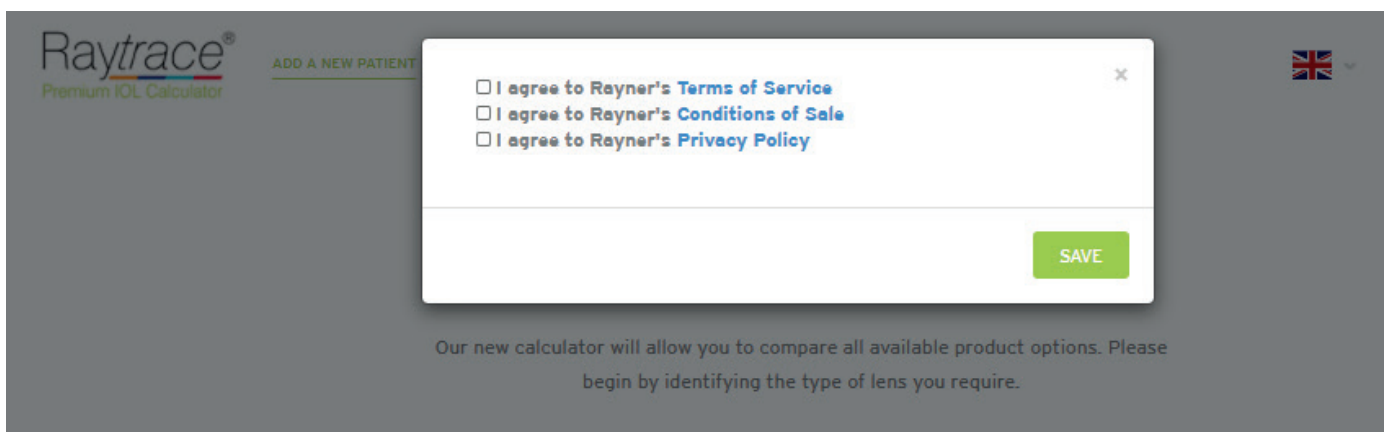 Raytrace®
Premium IOL Calculator
ADD A NEW PATIENT
I agree to Rayner's Terms of Service
I agree to Rayner's Conditions of Sale
I agree to Rayner's Privacy Policy
×
SAVE
Our new calculator will allow you to compare all available product options. Please
begin by identifying the type of lens you require.